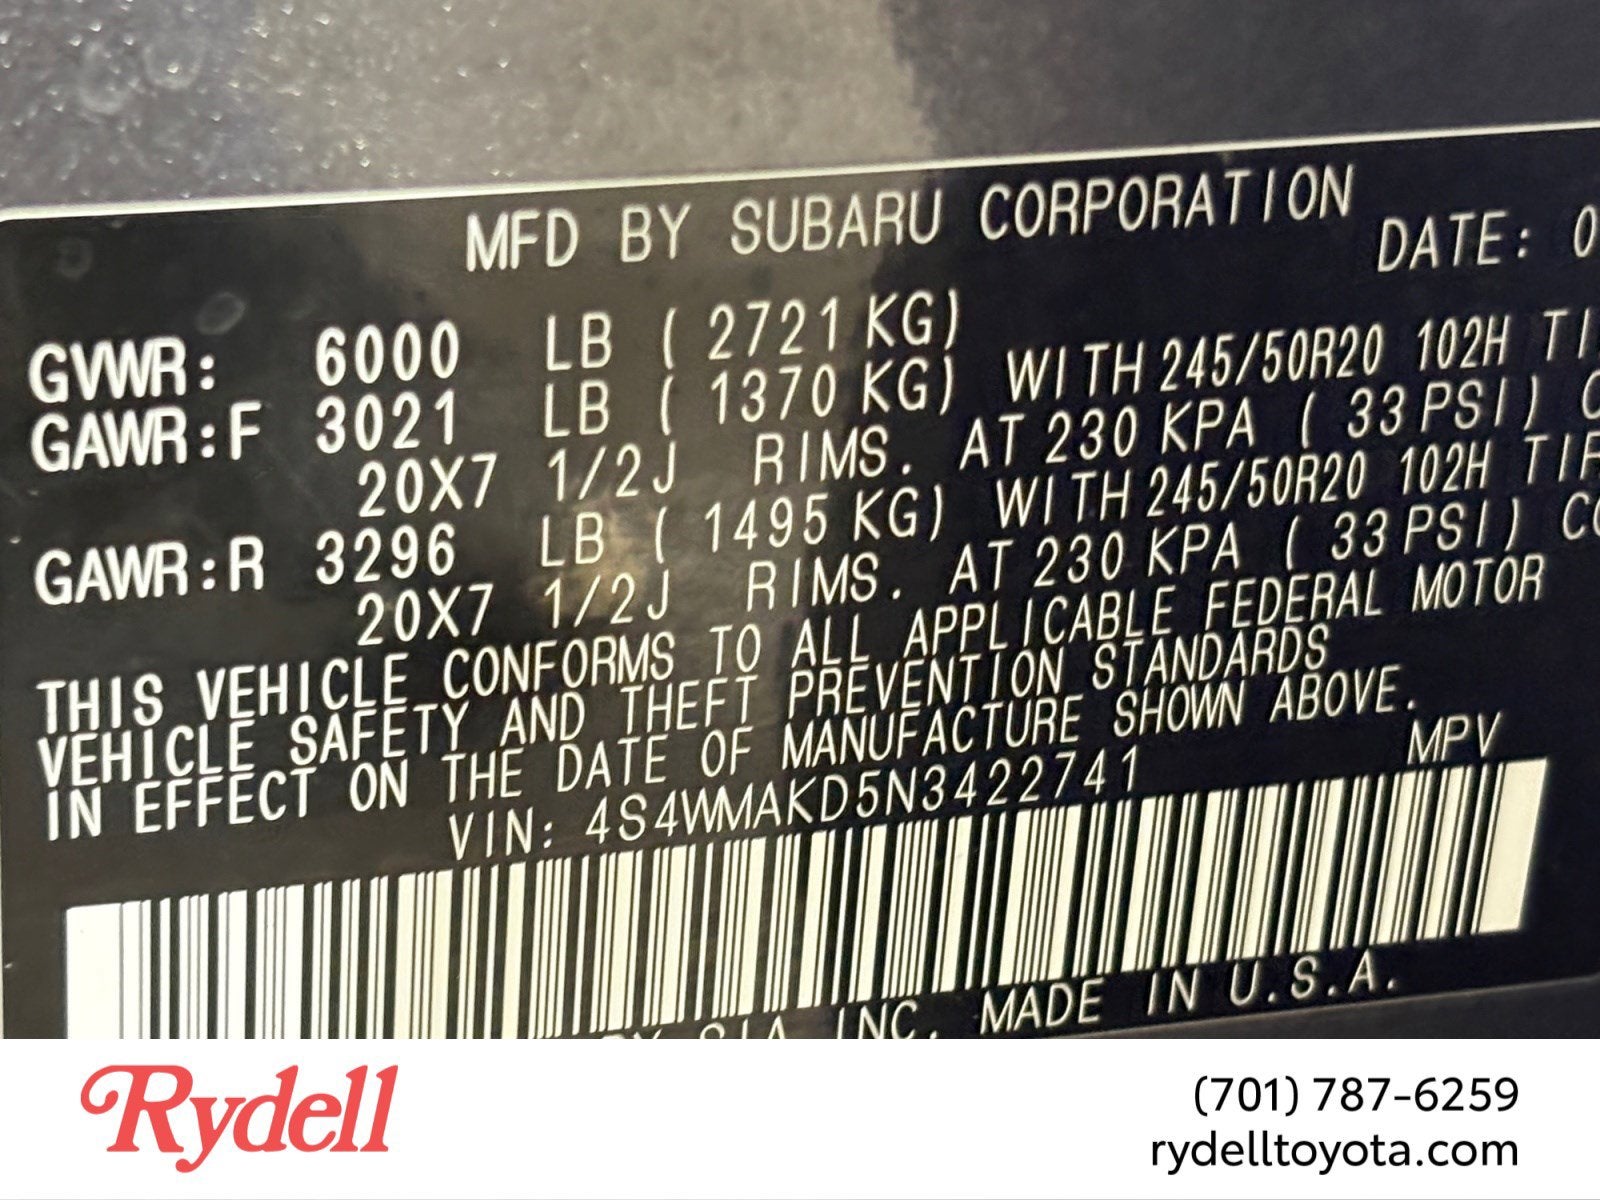 MFD BY SUBARU CORPORATION
DATE: 0
GVWR: 6000 LB ( 2721 KG)
GAWR:F 3021 LB ( 1370 KG) WITH 245/50R20 102H
20X7 1/2J RIMS. AT 230 KPA ( 33 PSI)
GAWR:R 3296 LB ( 1495 KG) WITH 245/50R20 102H
20X7 1/2J RIMS. AT 230 KPA ( 33 PSI)
THIS VEHICLE CONFORMS TO ALL APPLICABLE FEDERAL MOTOR
VEHICLE SAFETY AND THEFT PREVENTION STANDARDS
IN EFFECT ON THE DATE OF MANUFACTURE SHOWN ABOVE.
VIN: 4S4WMAKD5N3422741 MPV
BY SIA INC. MADE IN U.S.A.
Rydell
(701) 787-6259
rydelltoyota.com